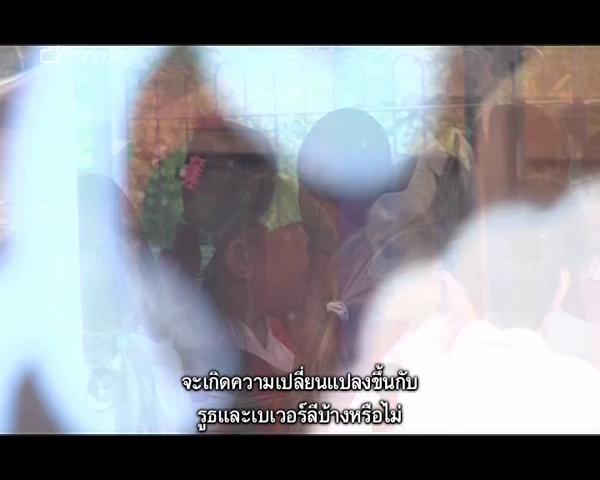 จะเกิดความเปลี่ยนแปลงขึ้นกับ
รูธและเบเวอร์ลีบ้างหรือไม่